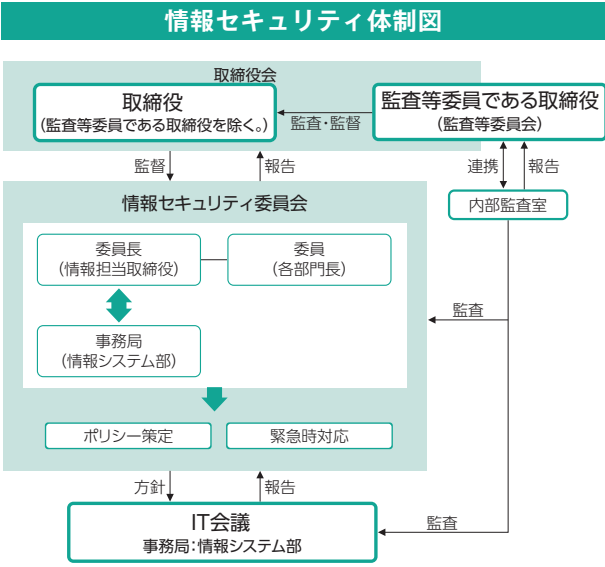 情報セキュリティ体制図
取締役会
取締役
(監査等委員である取締役を除く。)
監査・監督
監査等委員である取締役
(監査等委員会)
監督
報告
連携
報告
情報セキュリティ委員会
内部監査室
委員長
(情報担当取締役)
委員
(各部門長)
監査
事務局
(情報システム部)
ポリシー策定
緊急時対応
方針
報告
IT会議
事務局:情報システム部
監査